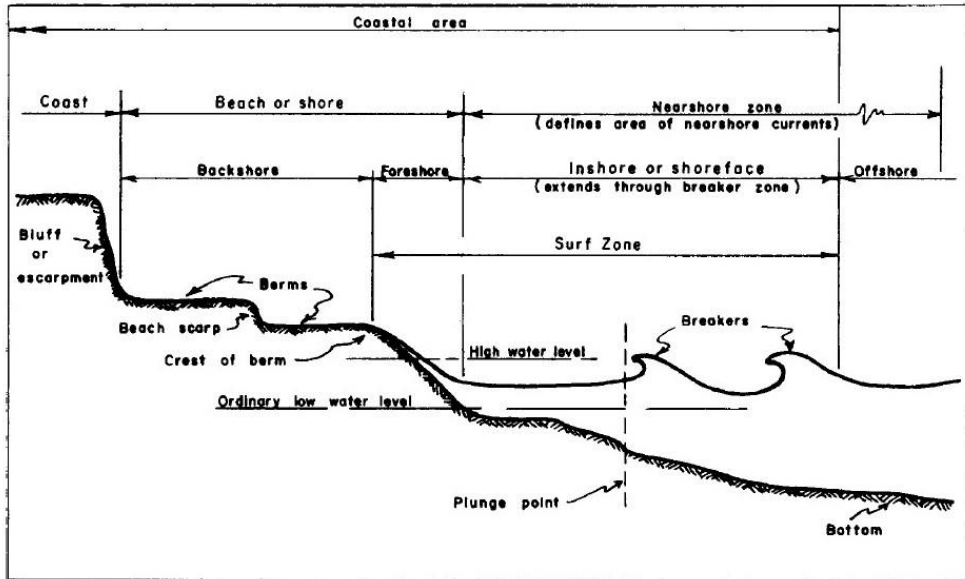 Coastal area
Coast
Beach or shore
Nearshore zone
(defines area of nearshore currents)
Backshore
Foreshore
Inshore or shoreface
(extends through breaker zone)
Offshore
Surf Zone
Bluff
or
escarpment
Berms
Beach scarp
Crest of berm
High water level
Breakers
Ordinary low water level
Plunge point
Bottom